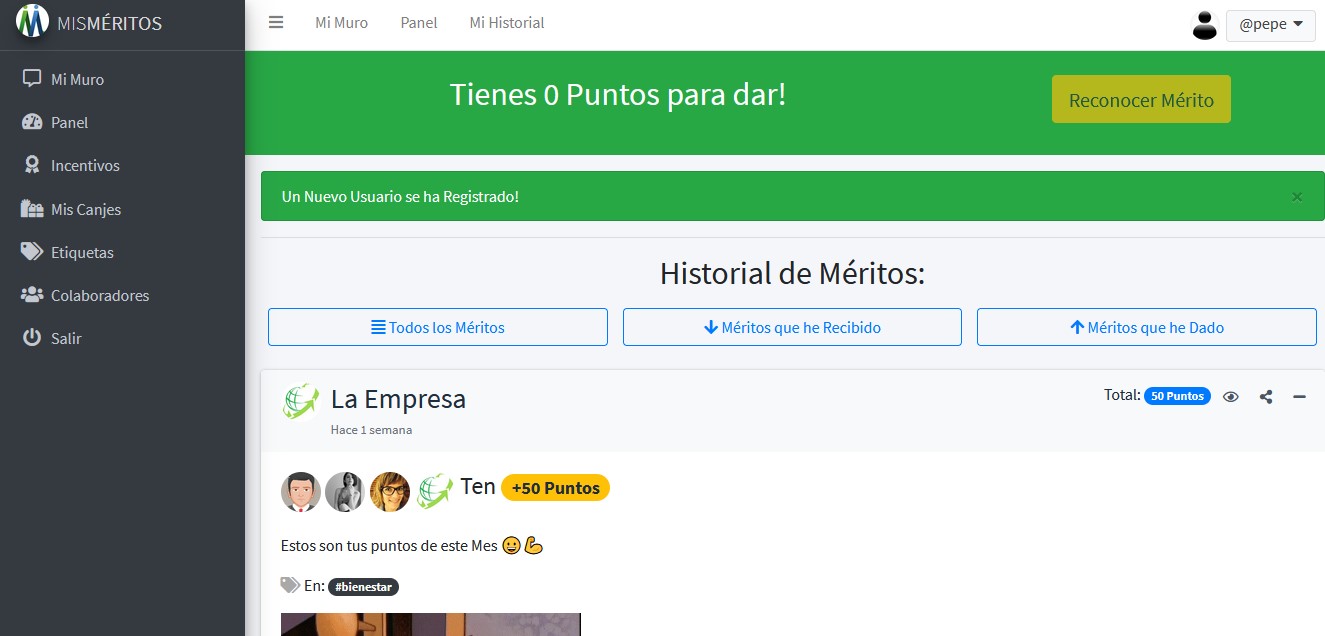 MISMÉRITOS
Mi Muro
Panel
Incentivos
Mis Canjes
Etiquetas
Colaboradores
Salir
Mi Muro Panel Mi Historial @pepe
Tienes 0 Puntos para dar!
Reconocer Mérito
Un Nuevo Usuario se ha Registrado! ×
Historial de Méritos:
Todos los Méritos
Méritos que he Recibido
Méritos que he Dado
La Empresa
Hace 1 semana
Total: 50 Puntos
Ten +50 Puntos
Estos son tus puntos de este Mes 😀💪
En: #bienestar